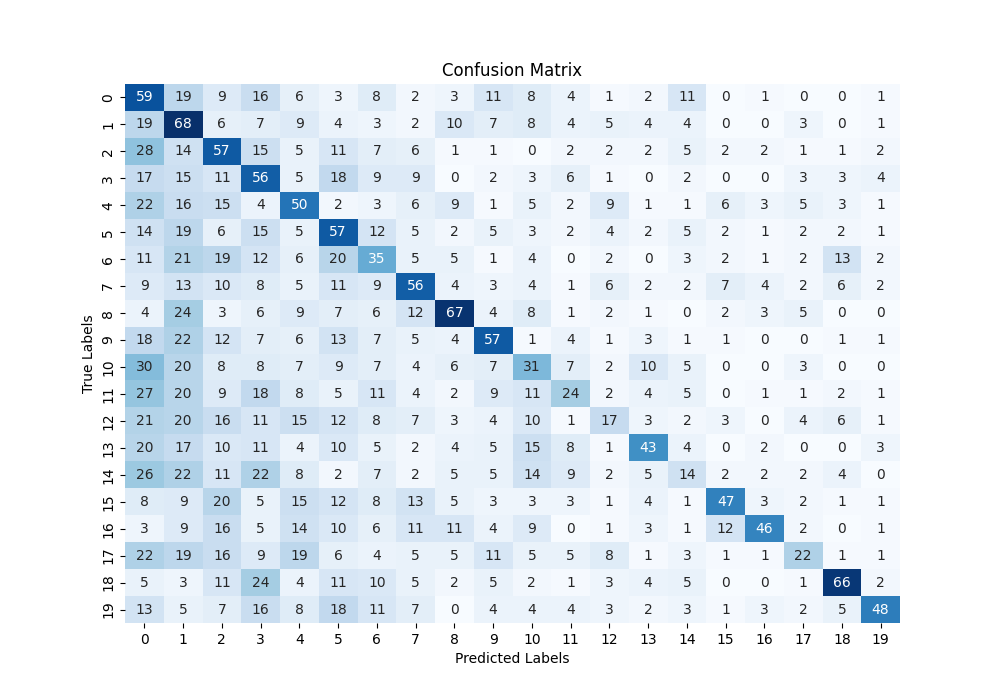 Confusion Matrix
True Labels
0 59 19 9 16 6 3 8 2 3 11 8 4 1 2 11 0 1 0 0 1
1 19 68 6 7 9 4 3 2 10 7 8 4 5 4 4 0 0 3 0 1
2 28 14 57 15 5 11 7 6 1 1 0 2 2 2 5 2 2 1 1 2
3 17 15 11 56 5 18 9 9 0 2 3 6 1 0 2 0 0 3 3 4
4 22 16 15 4 50 2 3 6 9 1 5 2 9 1 1 6 3 5 3 1
5 14 19 6 15 5 57 12 5 2 5 3 2 4 2 5 2 1 2 2 1
6 11 21 19 12 6 20 35 5 5 1 4 0 2 0 3 2 1 2 13 2
7 9 13 10 8 5 11 9 56 4 3 4 1 6 2 2 7 4 2 6 2
8 4 24 3 6 9 7 6 12 67 4 8 1 2 1 0 2 3 5 0 0
9 18 22 12 7 6 13 7 5 4 57 1 4 1 3 1 1 0 0 1 1
10 30 20 8 8 7 9 7 4 6 7 31 7 2 10 5 0 0 3 0 0
11 27 20 9 18 8 5 11 4 2 9 11 24 2 4 5 0 1 1 2 1
12 21 20 16 11 15 12 8 7 3 4 10 1 17 3 2 3 0 4 6 1
13 20 17 10 11 4 10 5 2 4 5 15 8 1 43 4 0 2 0 0 3
14 26 22 11 22 8 2 7 2 5 5 14 9 2 5 14 2 2 2 4 0
15 8 9 20 5 15 12 8 13 5 3 3 3 1 4 1 47 3 2 1 1
16 3 9 16 5 14 10 6 11 11 4 9 0 1 3 1 12 46 2 0 1
17 22 19 16 9 19 6 4 5 5 11 5 5 8 1 3 1 1 22 1 1
18 5 3 11 24 4 11 10 5 2 5 2 1 3 4 5 0 0 1 66 2
19 13 5 7 16 8 18 11 7 0 4 4 4 3 2 3 1 3 2 5 48
0 1 2 3 4 5 6 7 8 9 10 11 12 13 14 15 16 17 18 19
Predicted Labels